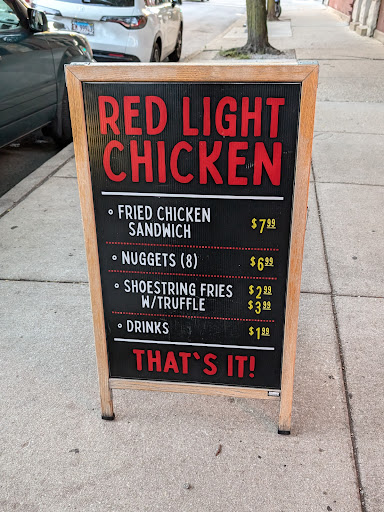 RED LIGHT
CHICKEN
◦ FRIED CHICKEN
SANDWICH $7.99
◦ NUGGETS (8) $6.99
◦ SHOESTRING FRIES $2.99
W/TRUFFLE $3.99
◦ DRINKS $1.99
THAT'S IT!